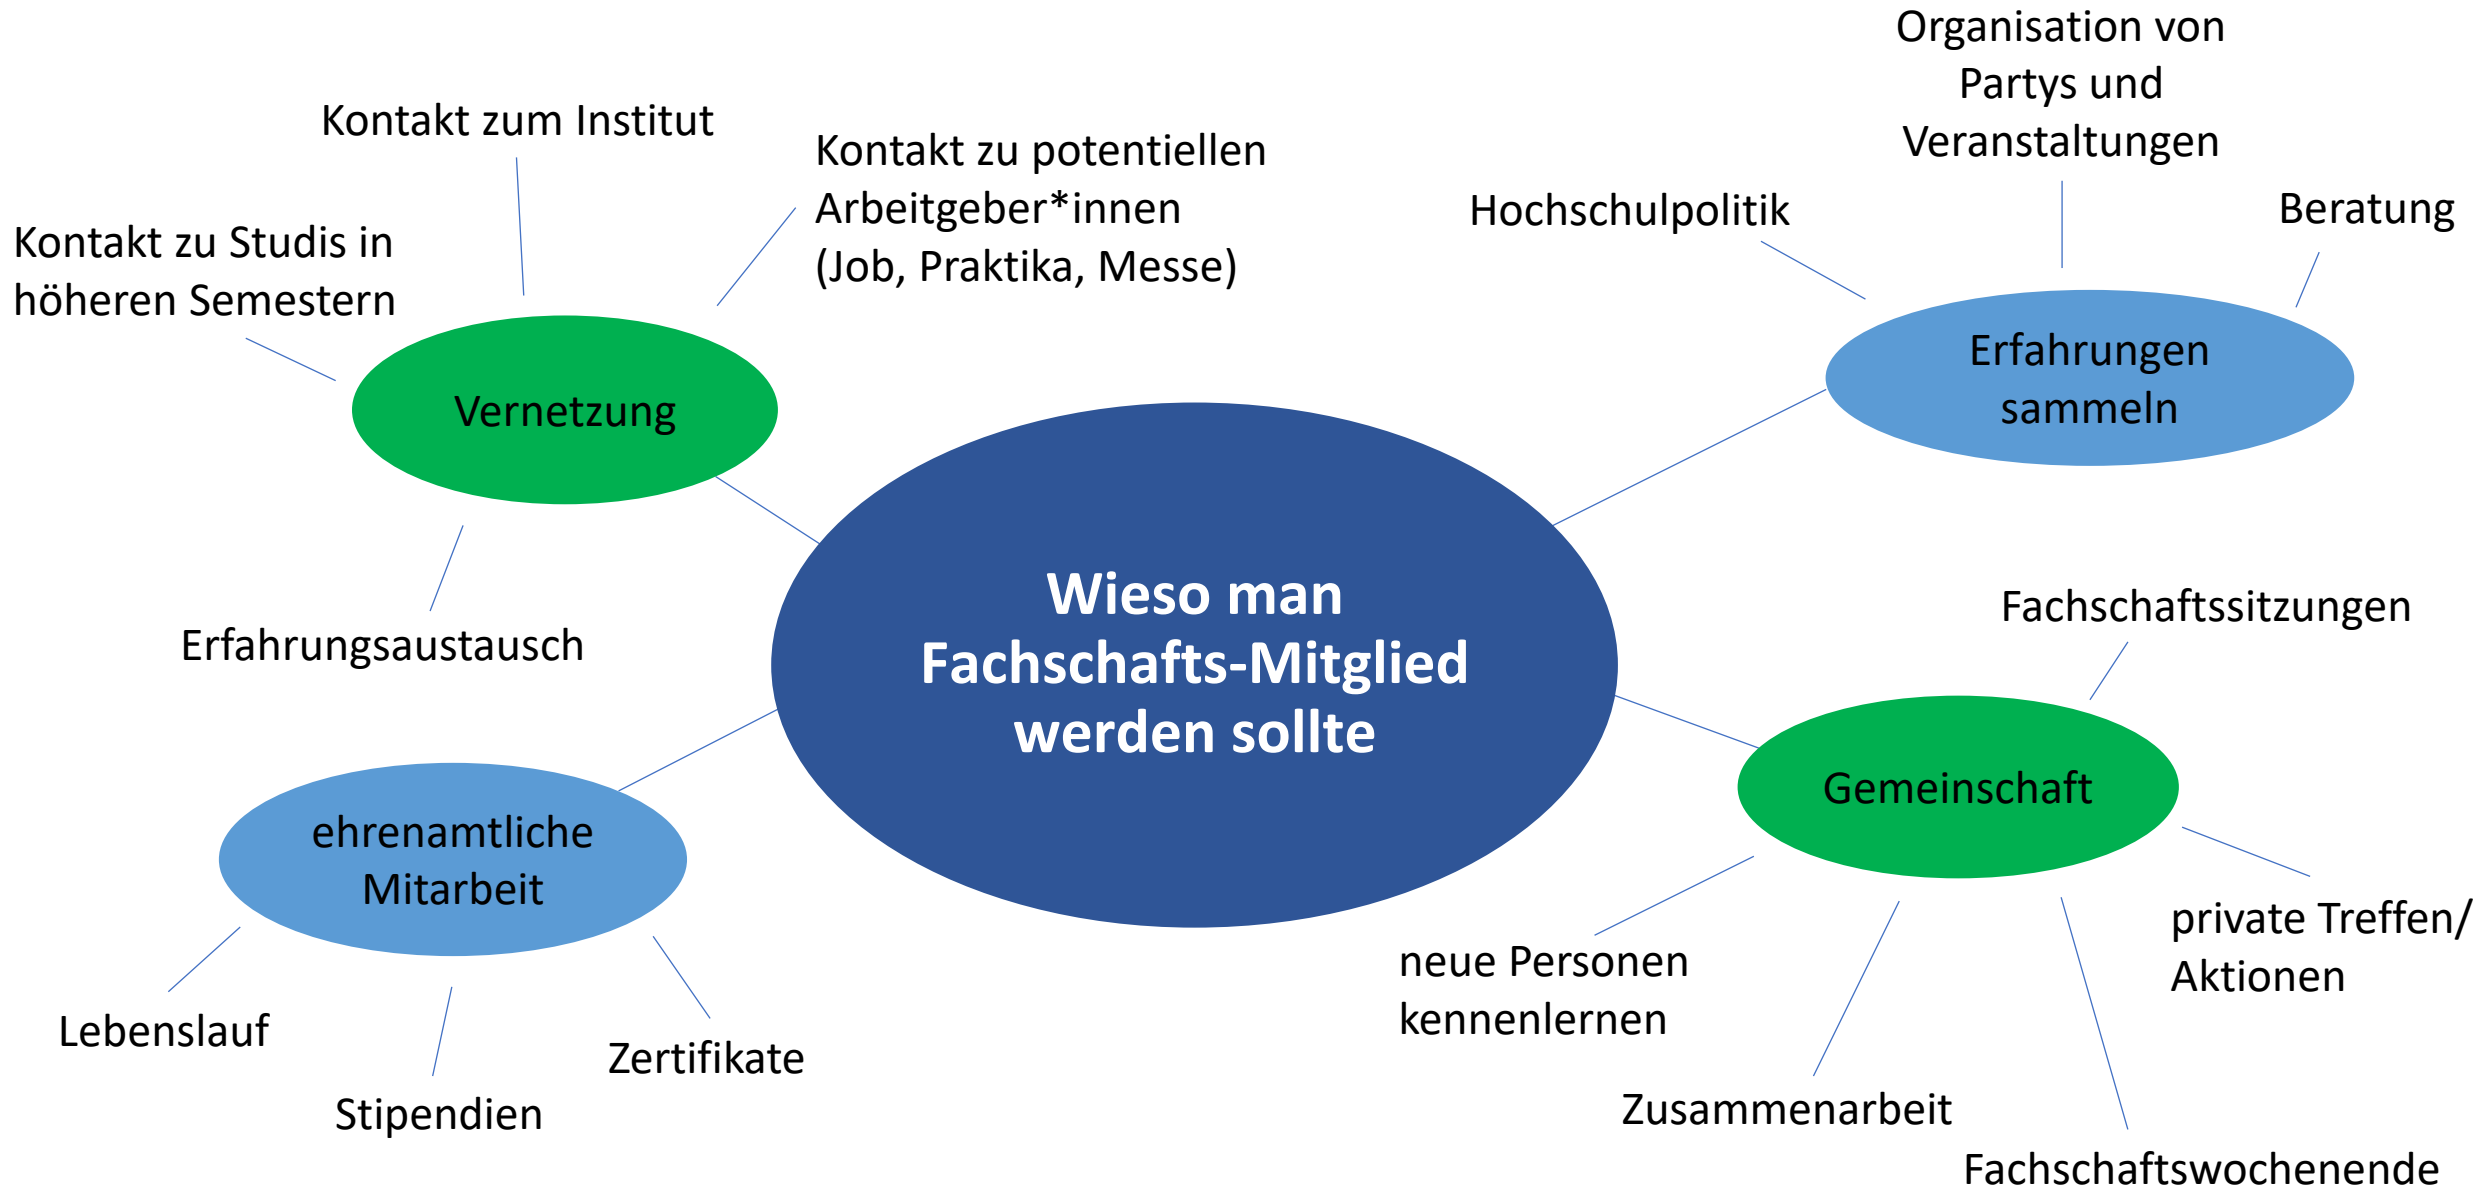 Organisation von
Partys und
Veranstaltungen
Kontakt zum Institut
Kontakt zu potentiellen
Arbeitgeber*innen
(Job, Praktika, Messe)
Hochschulpolitik
Beratung
Kontakt zu Studis in
höheren Semestern
Erfahrungen
sammeln
Vernetzung
Wieso man
Fachschafts-Mitglied
werden sollte
Fachschaftssitzungen
Erfahrungsaustausch
Gemeinschaft
ehrenamtliche
Mitarbeit
private Treffen/
Aktionen
neue Personen
kennenlernen
Lebenslauf
Zertifikate
Stipendien
Zusammenarbeit
Fachschaftswochenende